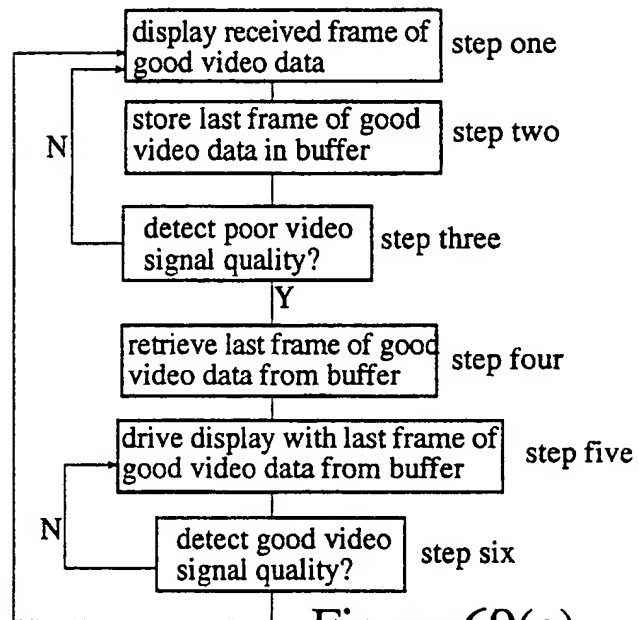 display received frame of
good video data
step one
store last frame of good
video data in buffer
step two
N
detect poor video
signal quality?
step three
Y
retrieve last frame of good
video data from buffer
step four
drive display with last frame of
good video data from buffer
step five
N
detect good video
signal quality?
step six